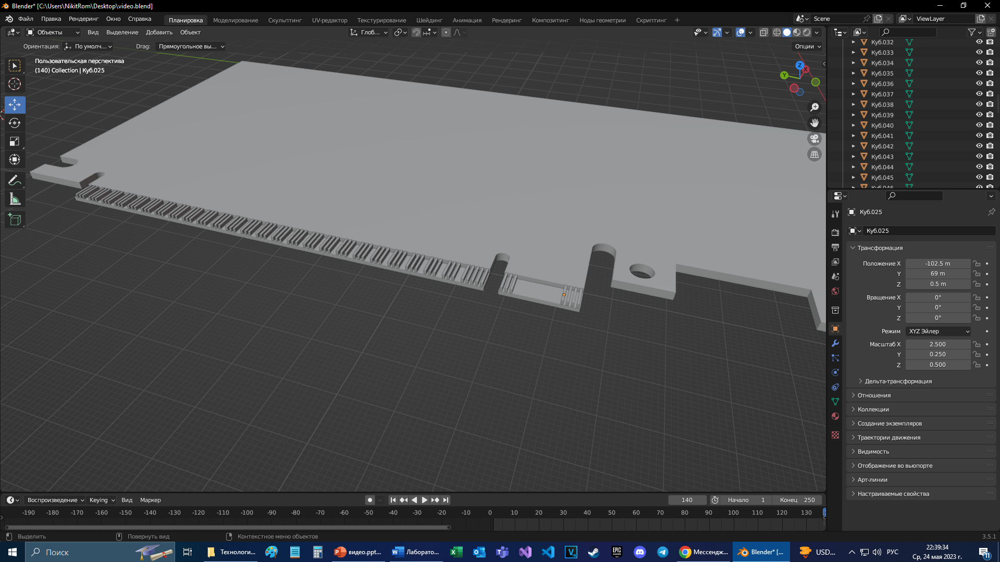 Blender* [C:\Users\NikitRom\Desktop\video.blend]
Файл Правка Рендеринг Окно Справка
Планировка Моделирование Скульптинг UV-редактор Текстурирование Шейдинг Анимация Рендеринг Композитинг Ноды геометрии Скриптинг +
Scene ViewLayer
Объекты Вид Выделение Добавить Объект Глоб...
Ориентация: По умолч... Drag: Прямоугольное вы... Опции
Пользовательская перспектива
(140) Collection | Куб.025
Z
X
Y
Куб.032
Куб.033
Куб.034
Куб.035
Куб.036
Куб.037
Куб.038
Куб.039
Куб.040
Куб.041
Куб.042
Куб.043
Куб.044
Куб.045
Куб.046
Куб.025
Куб.025
Трансформация
Положение X -102.5 m
Y 69 m
Z 0.5 m
Вращение X 0°
Y 0°
Z 0°
Режим XYZ Эйлер
Масштаб X 2.500
Y 0.250
Z 0.500
Дельта-трансформация
Отношения
Коллекции
Создание экземпляров
Траектории движения
Видимость
Отображение во вьюпорте
Арт-линии
Настраиваемые свойства
Воспроизведение Keying Вид Маркер 140 Начало 1 Конец 250
-190 -180 -170 -160 -150 -140 -130 -120 -110 -100 -90 -80 -70 -60 -50 -40 -30 -20 -10 0 10 20 30 40 50 60 70 80 90 100 110 120 130
Выделить Повернуть вид Контекстное меню объектов 3.5.1
Поиск Технологи... видео.ppt... Лаборато... EPIC GAMES Мессендж... Blender* [... USD... РУС 22:39:34
Ср, 24 мая 2023 г. 11